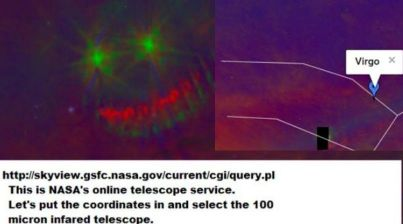 Virgo ×
http://skyview.gsfc.nasa.gov/current/cgi/query.pl
This is NASA's online telescope service.
Let's put the coordinates in and select the 100
micron infared telescope.